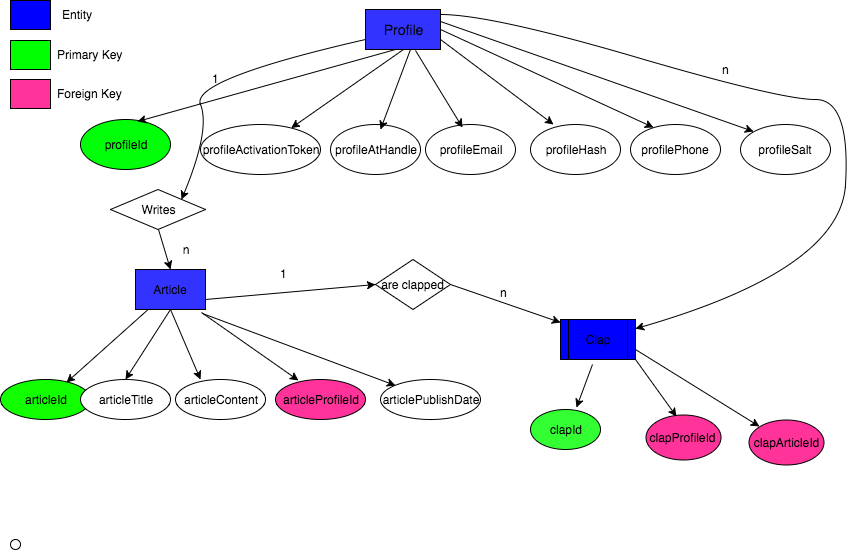 Entity
Primary Key
Foreign Key
Profile
1
n
profileId
profileActivationToken
profileAtHandle
profileEmail
profileHash
profilePhone
profileSalt
Writes
n
Article
1
are clapped
n
Clap
articleId
articleTitle
articleContent
articleProfileId
articlePublishDate
clapId
clapProfileId
clapArticleId